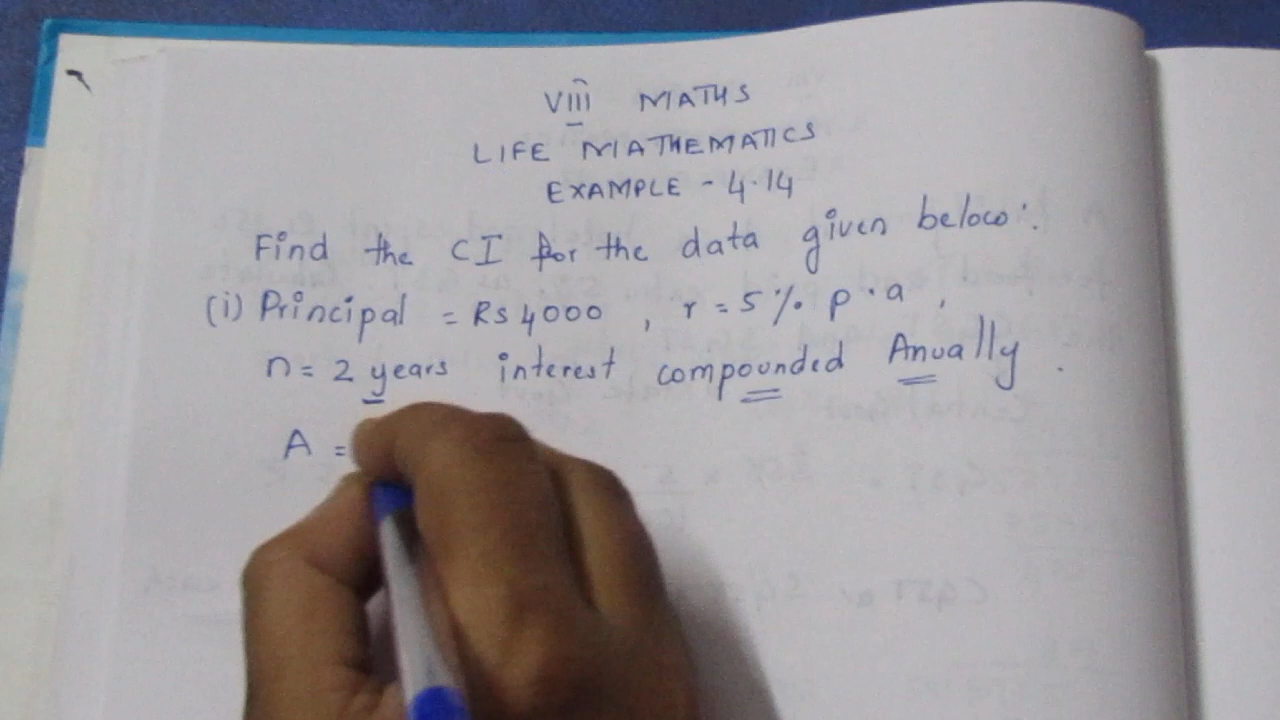 VIII MATHS
LIFE MATHEMATICS
EXAMPLE - 4.14
Find the CI for the data given below:
(i) Principal = Rs 4000 , r = 5% p.a ,
n = 2 years interest compounded Anually .
A =